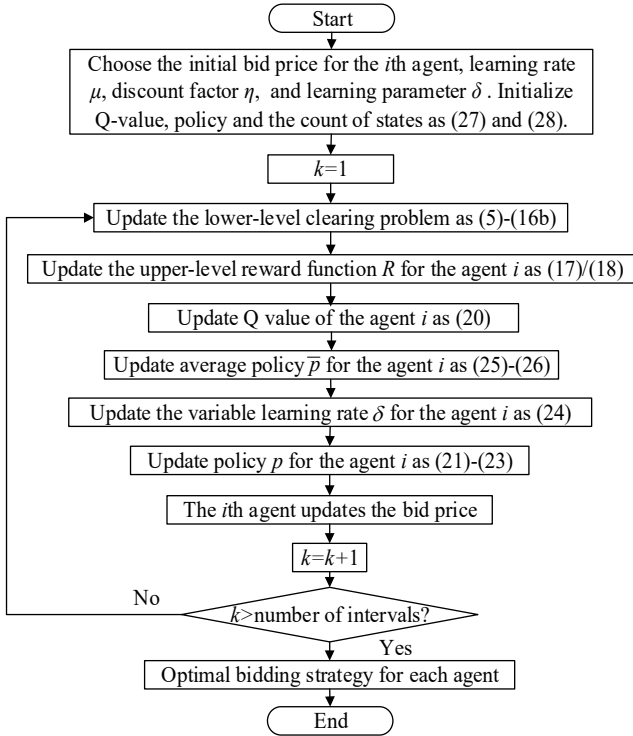 Start
Choose the initial bid price for the ith agent, learning rate
μ, discount factor η, and learning parameter δ . Initialize
Q-value, policy and the count of states as (27) and (28).
k=1
Update the lower-level clearing problem as (5)-(16b)
Update the upper-level reward function R for the agent i as (17)/(18)
Update Q value of the agent i as (20)
Update average policy p̅ for the agent i as (25)-(26)
Update the variable learning rate δ for the agent i as (24)
Update policy p for the agent i as (21)-(23)
The ith agent updates the bid price
k=k+1
No
k>number of intervals?
Yes
Optimal bidding strategy for each agent
End